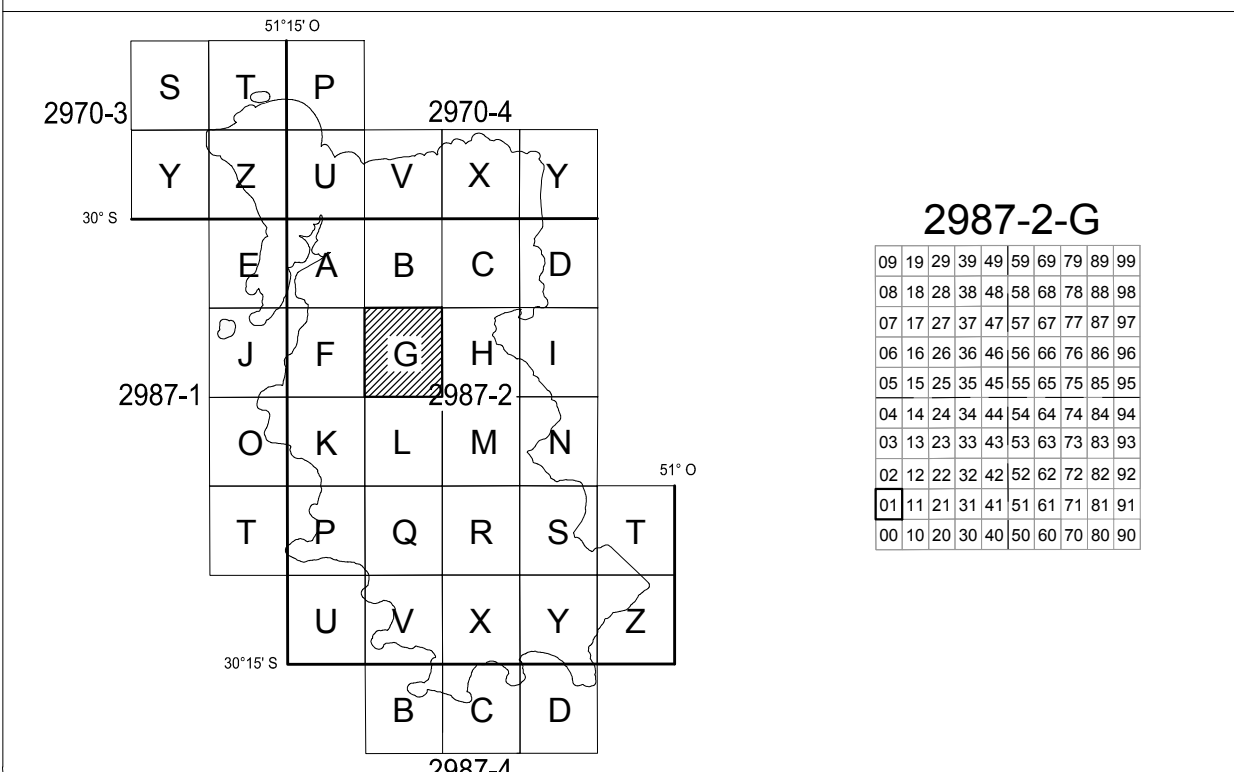 51°15' O
S T P
2970-3 2970-4
Y Z U V X Y
30° S
E A B C D
J F G H I
2987-1 2987-2
O K L M N
51° O
T P Q R S T
U V X Y Z
30°15' S
B C D
2987-4
2987-2-G
09 19 29 39 49 59 69 79 89 99
08 18 28 38 48 58 68 78 88 98
07 17 27 37 47 57 67 77 87 97
06 16 26 36 46 56 66 76 86 96
05 15 25 35 45 55 65 75 85 95
04 14 24 34 44 54 64 74 84 94
03 13 23 33 43 53 63 73 83 93
02 12 22 32 42 52 62 72 82 92
01 11 21 31 41 51 61 71 81 91
00 10 20 30 40 50 60 70 80 90